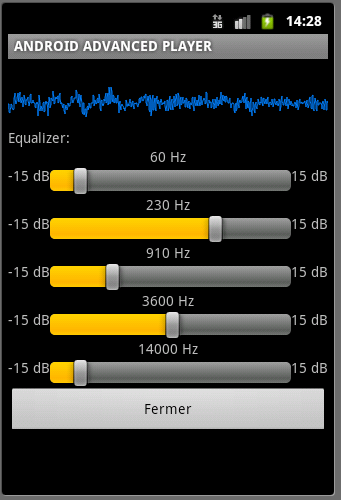 3G 14:28
ANDROID ADVANCED PLAYER
Equalizer:
60 Hz
-15 dB 15 dB
230 Hz
-15 dB 15 dB
910 Hz
-15 dB 15 dB
3600 Hz
-15 dB 15 dB
14000 Hz
-15 dB 15 dB
Fermer